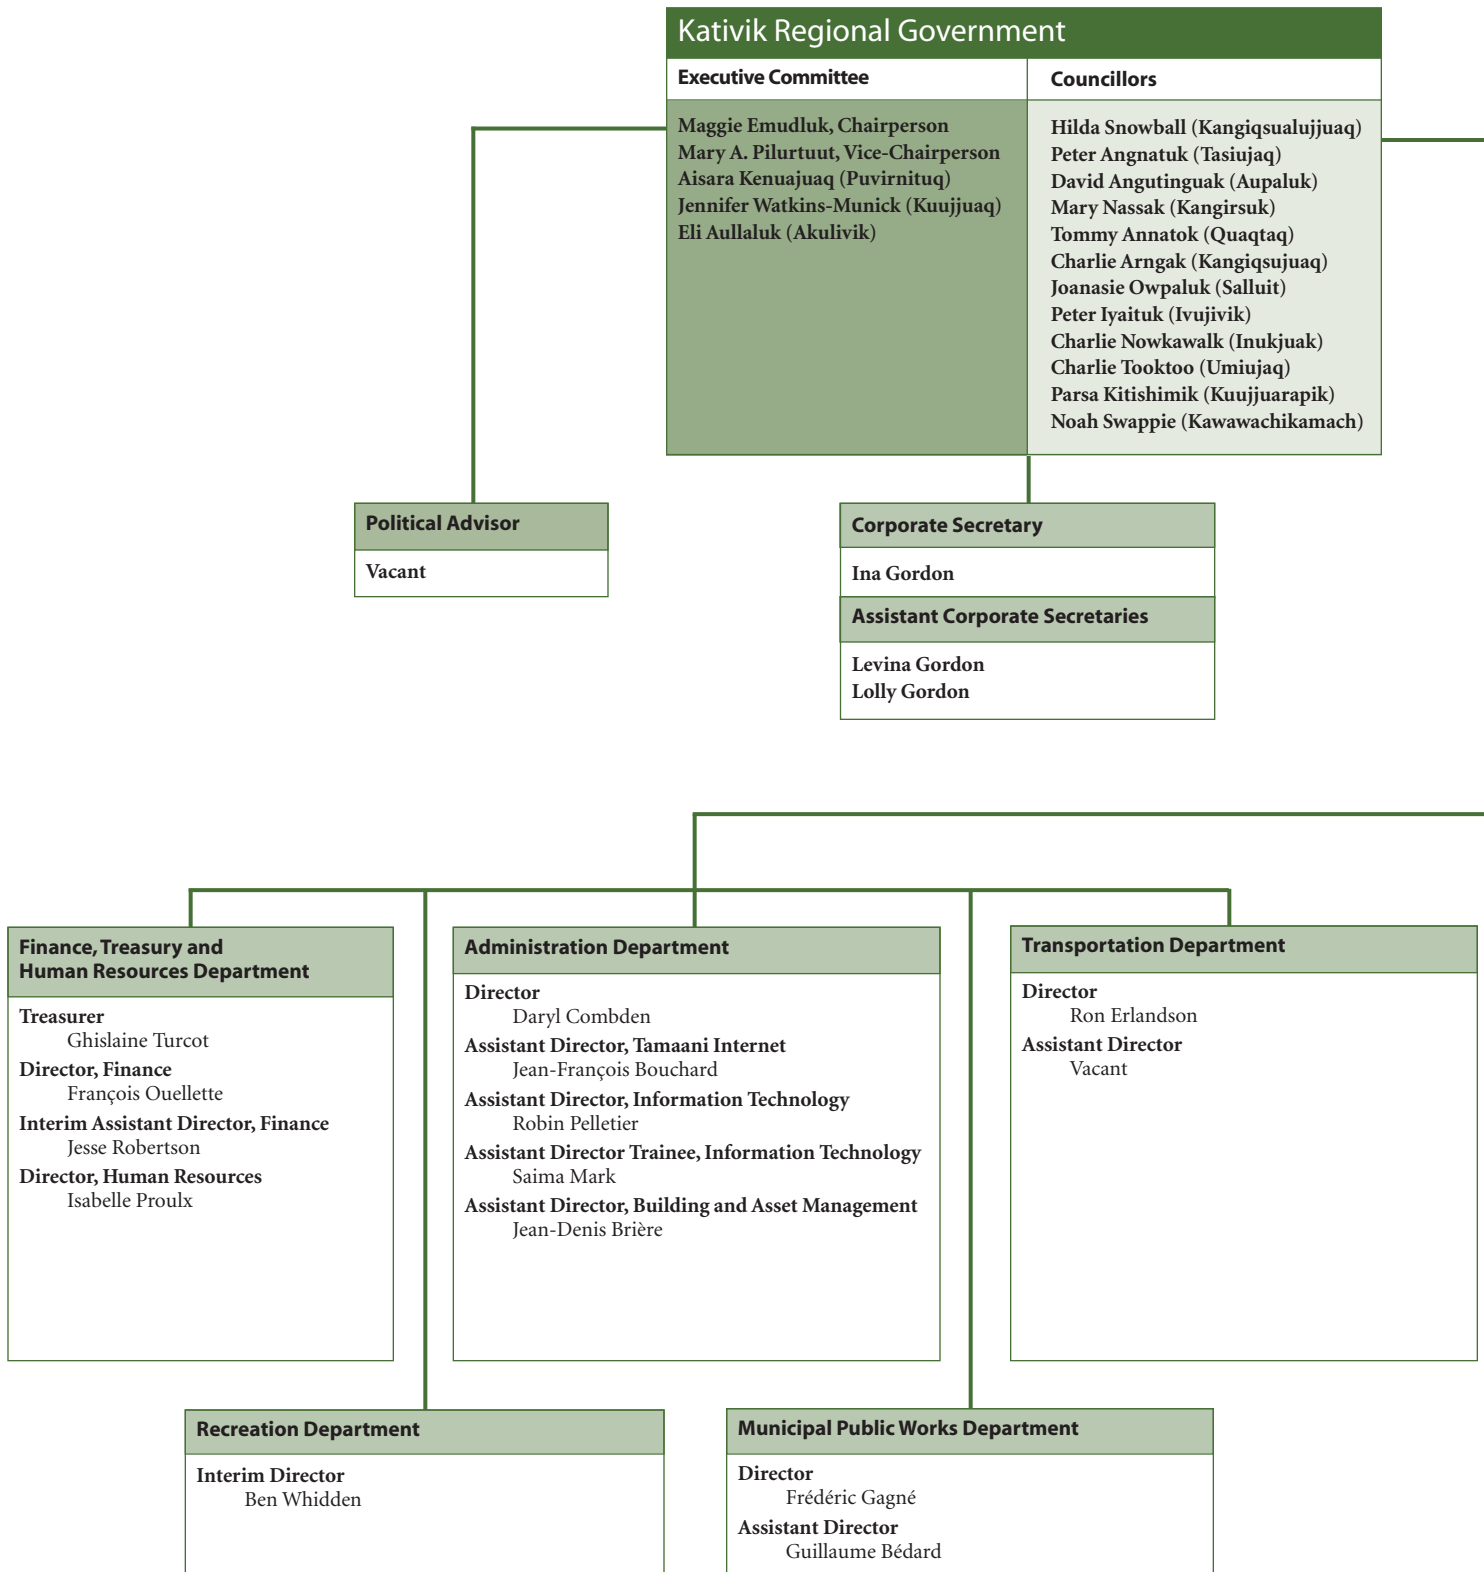 Kativik Regional Government
Executive Committee
Maggie Emudluk, Chairperson
Mary A. Pilurtuut, Vice-Chairperson
Aisara Kenuajuaq (Puvirnituq)
Jennifer Watkins-Munick (Kuujjuaq)
Eli Aullaluk (Akulivik)
Councillors
Hilda Snowball (Kangiqsualujjuaq)
Peter Angnatuk (Tasiujaq)
David Angutinguak (Aupaluk)
Mary Nassak (Kangirsuk)
Tommy Annatok (Quaqtaq)
Charlie Arngak (Kangiqsujuaq)
Joanasie Owpaluk (Salluit)
Peter Iyaituk (Ivujivik)
Charlie Nowkawalk (Inukjuak)
Charlie Tooktoo (Umiujaq)
Parsa Kitishimik (Kuujjuarapik)
Noah Swappie (Kawawachikamach)
Political Advisor
Vacant
Corporate Secretary
Ina Gordon
Assistant Corporate Secretaries
Levina Gordon
Lolly Gordon
Finance, Treasury and
Human Resources Department
Treasurer
Ghislaine Turcot
Director, Finance
François Ouellette
Interim Assistant Director, Finance
Jesse Robertson
Director, Human Resources
Isabelle Proulx
Administration Department
Director
Daryl Combden
Assistant Director, Tamaani Internet
Jean-François Bouchard
Assistant Director, Information Technology
Robin Pelletier
Assistant Director Trainee, Information Technology
Saima Mark
Assistant Director, Building and Asset Management
Jean-Denis Brière
Transportation Department
Director
Ron Erlandson
Assistant Director
Vacant
Recreation Department
Interim Director
Ben Whidden
Municipal Public Works Department
Director
Frédéric Gagné
Assistant Director
Guillaume Bédard